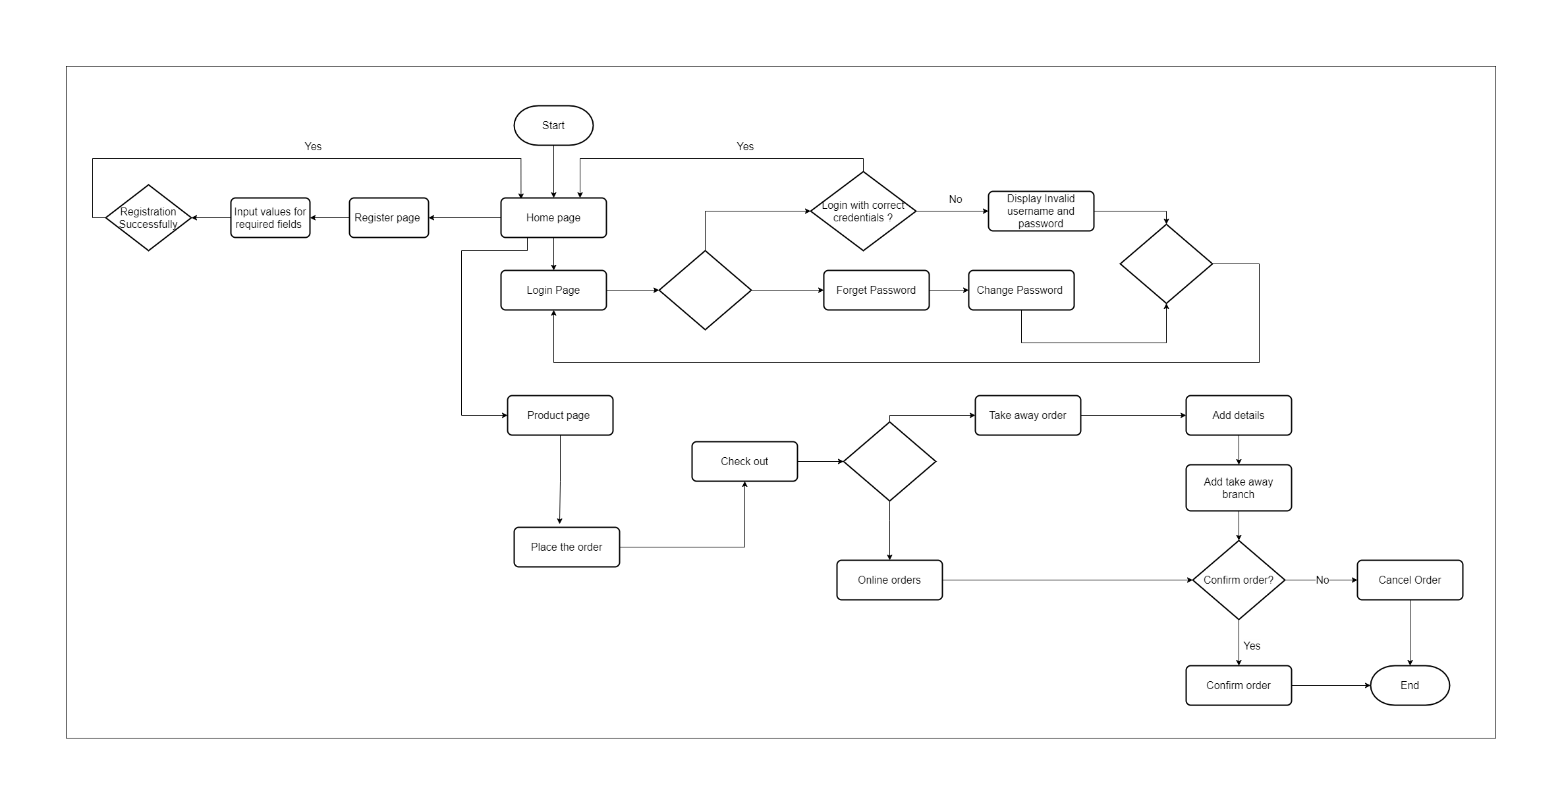 Start
Yes
Yes
Registration
Successfully
Input values for
required fields
Register page
Home page
Login with correct
credentials ?
No
Display Invalid
username and
password
Login Page
Forget Password
Change Password
Product page
Take away order
Add details
Check out
Add take away
branch
Place the order
Online orders
Confirm order?
No
Cancel Order
Yes
Confirm order
End